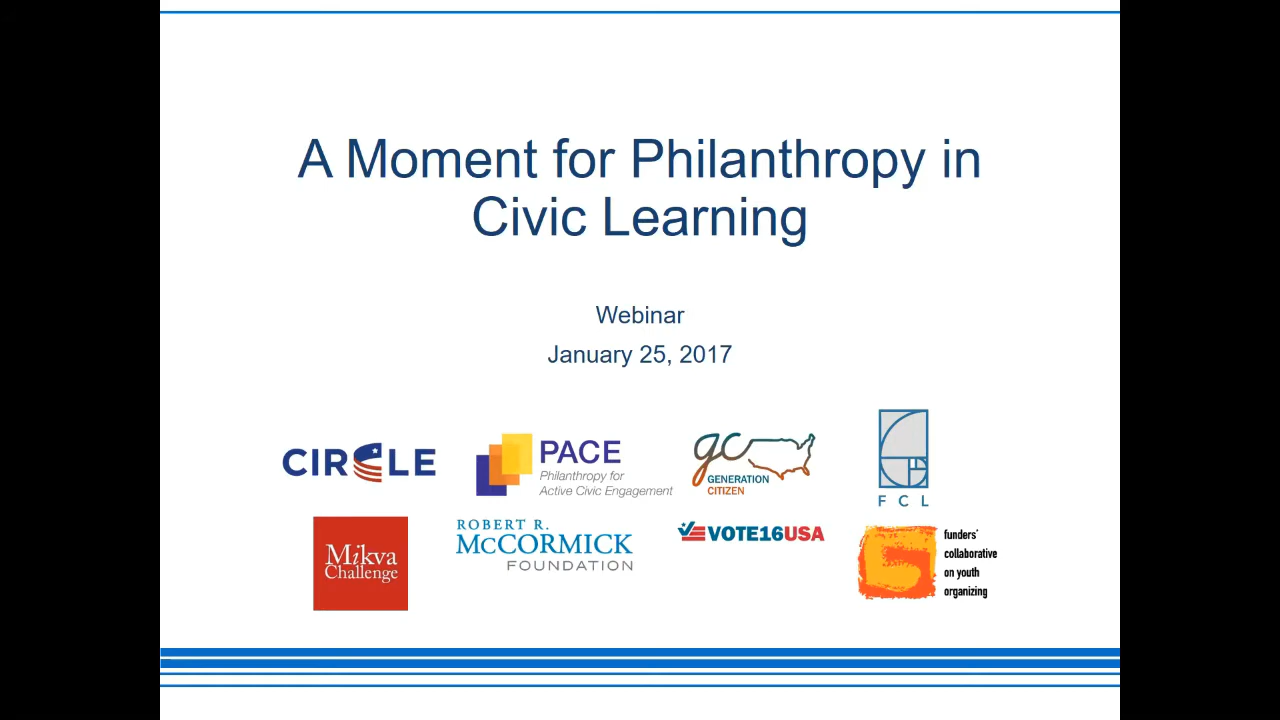 A Moment for Philanthropy in
Civic Learning
Webinar
January 25, 2017
CIRCLE
PACE
Philanthropy for
Active Civic Engagement
gc
GENERATION
CITIZEN
FCL
Mikva
Challenge
ROBERT R.
McCORMICK
FOUNDATION
VOTE16USA
funders'
collaborative
on youth
organizing